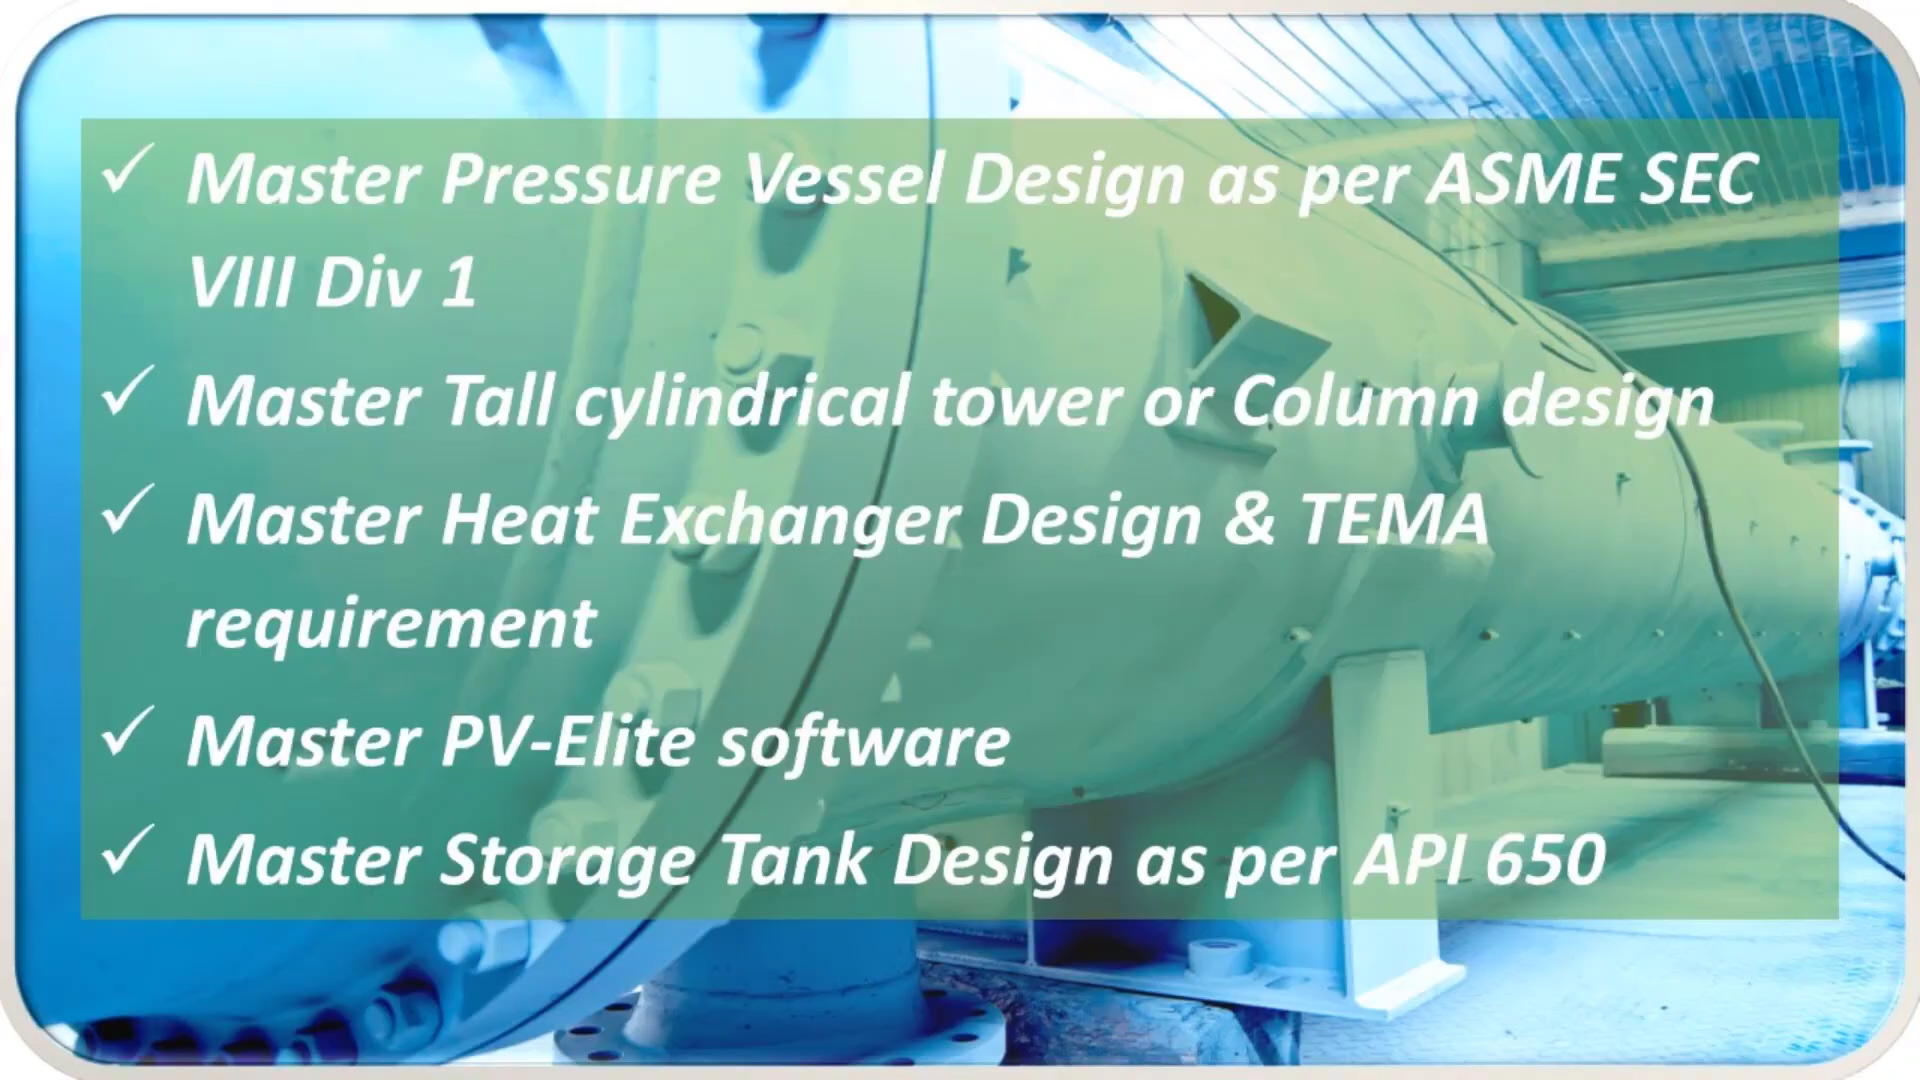 ✓ Master Pressure Vessel Design as per ASME SEC
VIII Div 1
✓ Master Tall cylindrical tower or Column design
✓ Master Heat Exchanger Design & TEMA
requirement
✓ Master PV-Elite software
✓ Master Storage Tank Design as per API 650